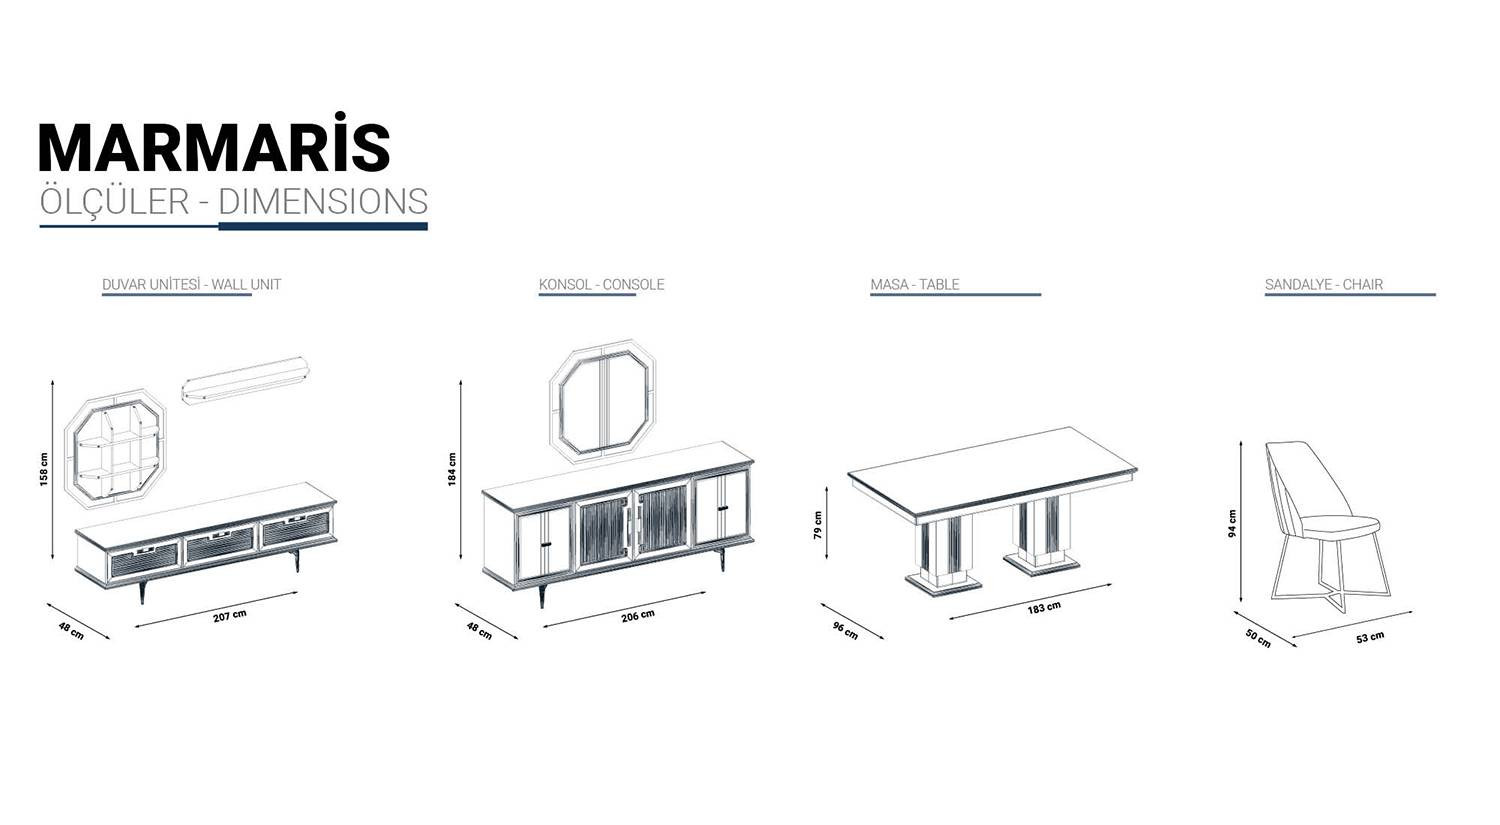 MARMARİS
ÖLÇÜLER - DIMENSIONS
DUVAR UNİTESİ - WALL UNIT
158 cm
48 cm
207 cm
KONSOL - CONSOLE
184 cm
48 cm
206 cm
MASA - TABLE
79 cm
96 cm
183 cm
SANDALYE - CHAIR
94 cm
50 cm
53 cm